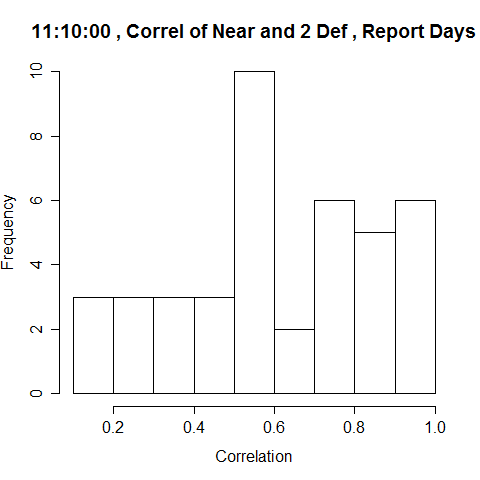 11:10:00 , Correl of Near and 2 Def , Report Days
Frequency
10
8
6
4
2
0
0.2 0.4 0.6 0.8 1.0
Correlation